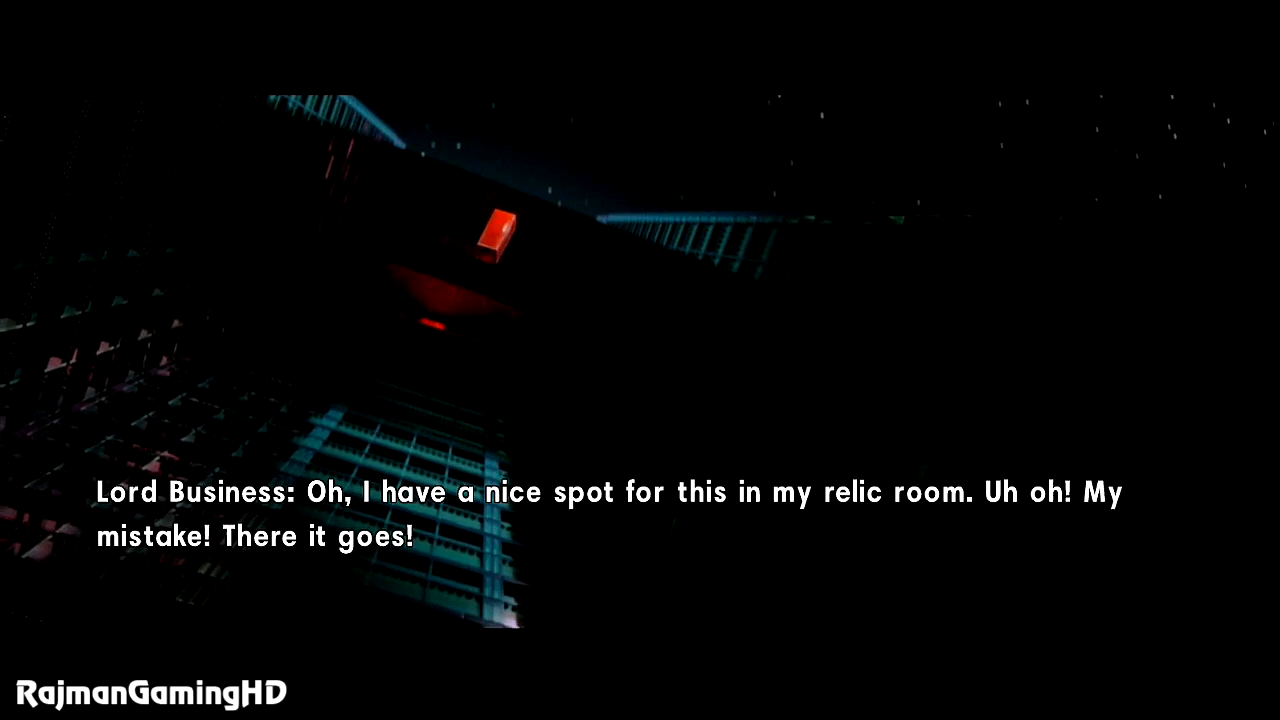 Lord Business: Oh, I have a nice spot for this in my relic room. Uh oh! My
mistake! There it goes!
RajmanGamingHD